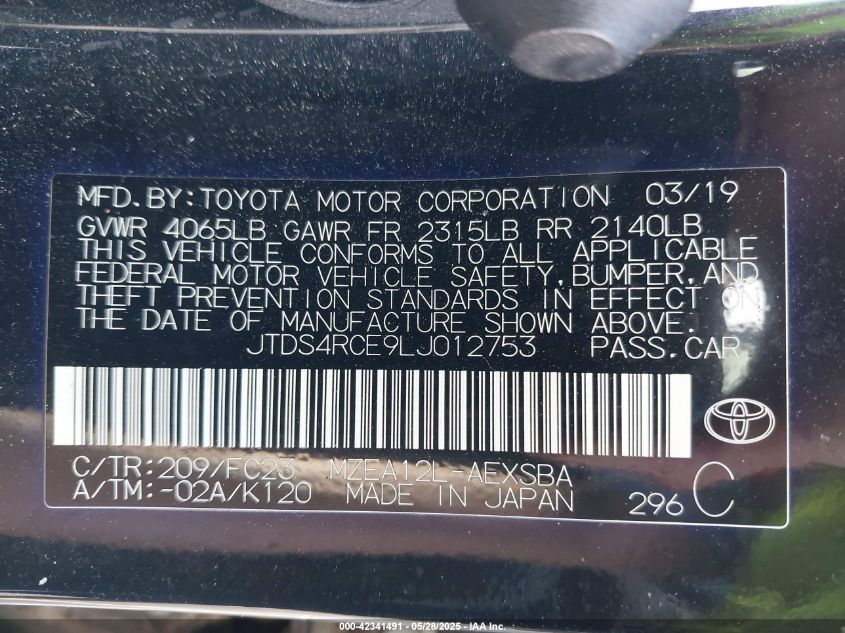 MFD.BY:TOYOTA MOTOR CORPORATION 03/19
GVWR 4065LB GAWR FR 2315LB RR 2140LB
THIS VEHICLE CONFORMS TO ALL APPLICABLE
FEDERAL MOTOR VEHICLE SAFETY,BUMPER,AND
THEFT PREVENTION STANDARDS IN EFFECT ON
THE DATE OF MANUFACTURE SHOWN ABOVE.
JTDS4RCE9LJ012753 PASS.CAR
C/TR:209/FC23 MZEA12L-AEXSBA
A/TM:-02A/K120 MADE IN JAPAN 296 C
000-42341491 - 05/28/2025 - IAA Inc.